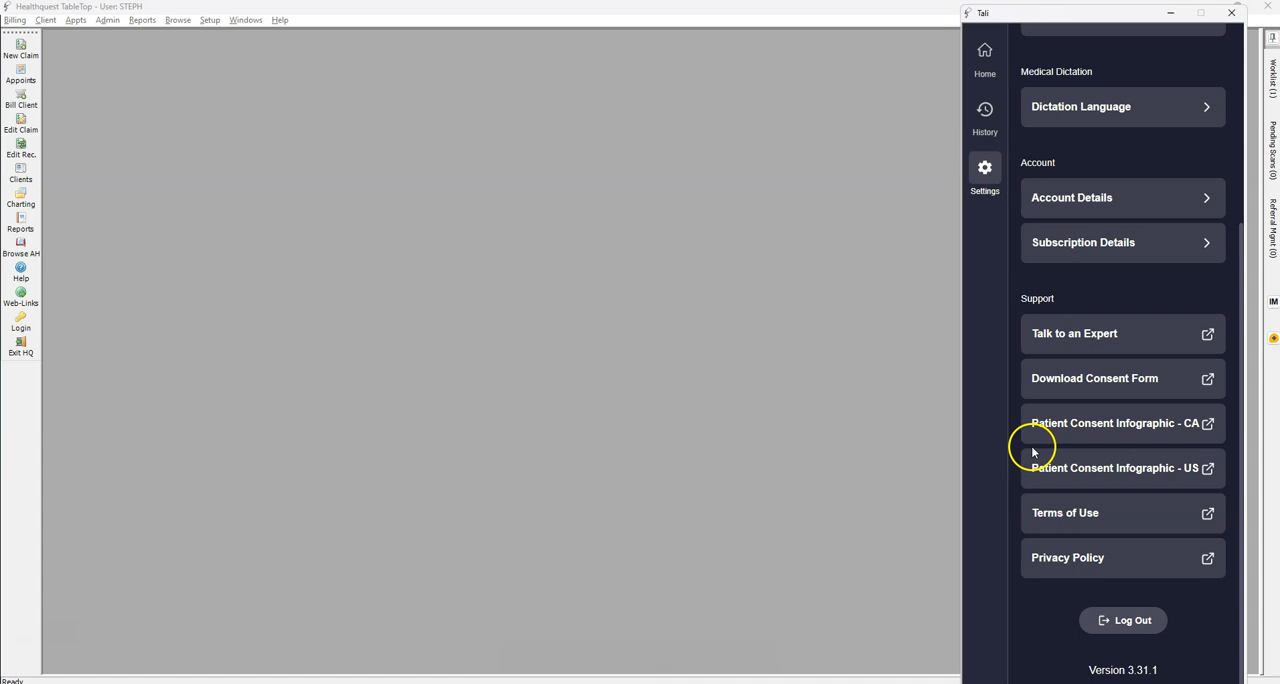 Healthquest TableTop - User: STEPH
Billing Client Appts Admin Reports Browse Setup Windows Help
New Claim
Appoints
Bill Client
Edit Claim
Edit Rec.
Clients
Charting
Reports
Browse AH
Help
Web-Links
Login
Exit HQ
Ready
Tali
Home
History
Settings
Medical Dictation
Dictation Language
Account
Account Details
Subscription Details
Support
Talk to an Expert
Download Consent Form
Patient Consent Infographic - CA
Patient Consent Infographic - US
Terms of Use
Privacy Policy
Log Out
Version 3.31.1
Worklist (1)
Pending Scans (0)
Referral Mgmt (0)
IM